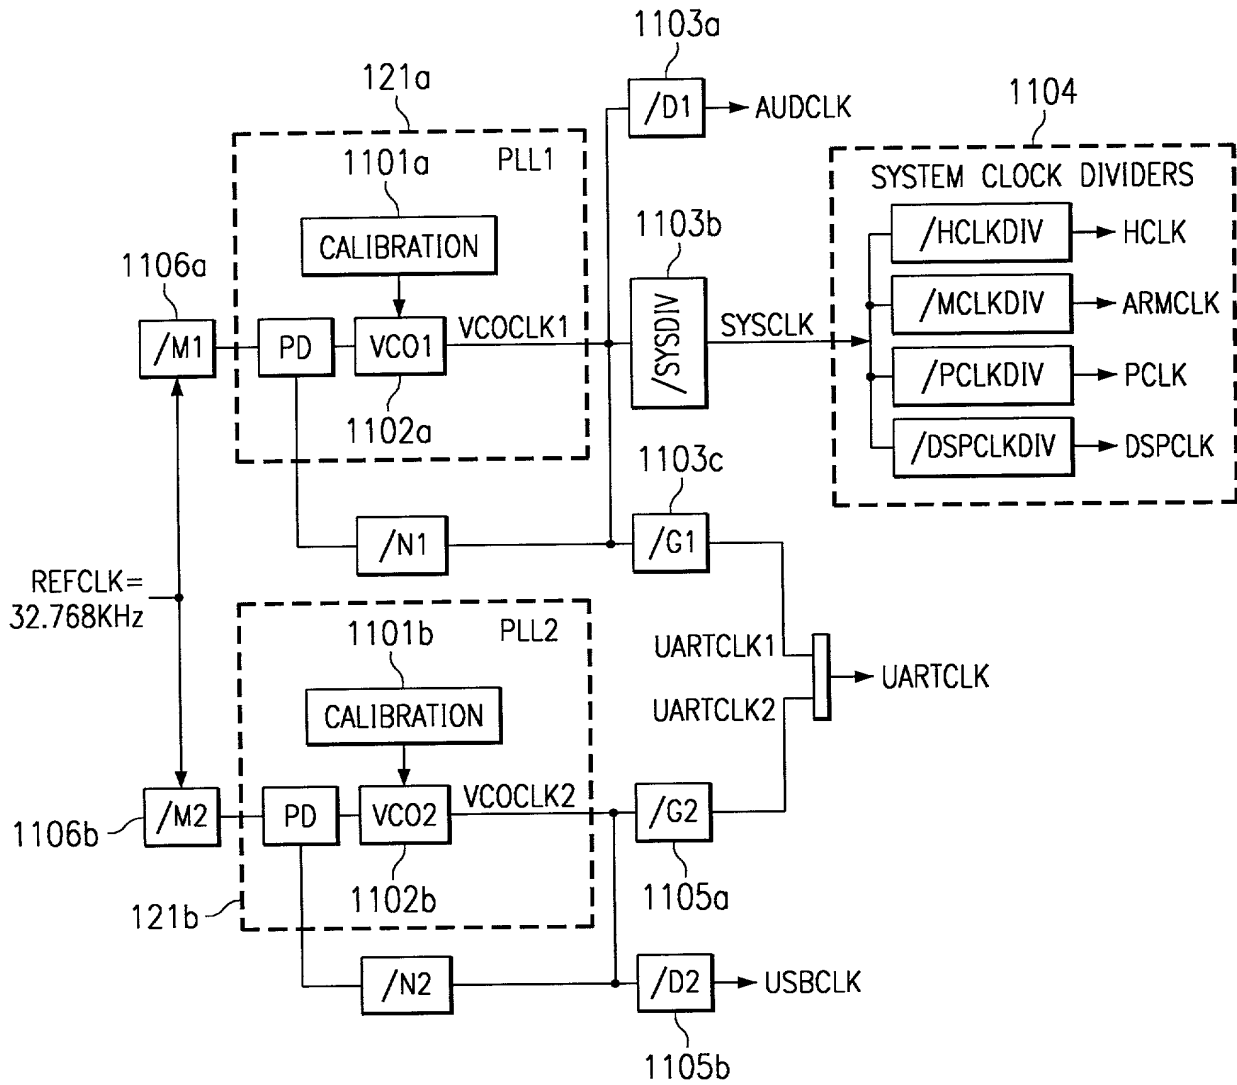 1103a
121a
/D1
AUDCLK
1104
1101a
PLL1
SYSTEM CLOCK DIVIDERS
1106a
CALIBRATION
1103b
/HCLKDIV
HCLK
/M1
PD
VCO1
VCOCLK1
/SYSDIV
SYSCLK
/MCLKDIV
ARMCLK
/PCLKDIV
PCLK
1102a
1103c
/DSPCLKDIV
DSPCLK
/N1
/G1
REFCLK=
32.768KHz
1101b
PLL2
UARTCLK1
UARTCLK
CALIBRATION
UARTCLK2
/M2
PD
VCO2
VCOCLK2
/G2
1106b
121b
1102b
1105a
/N2
/D2
USBCLK
1105b